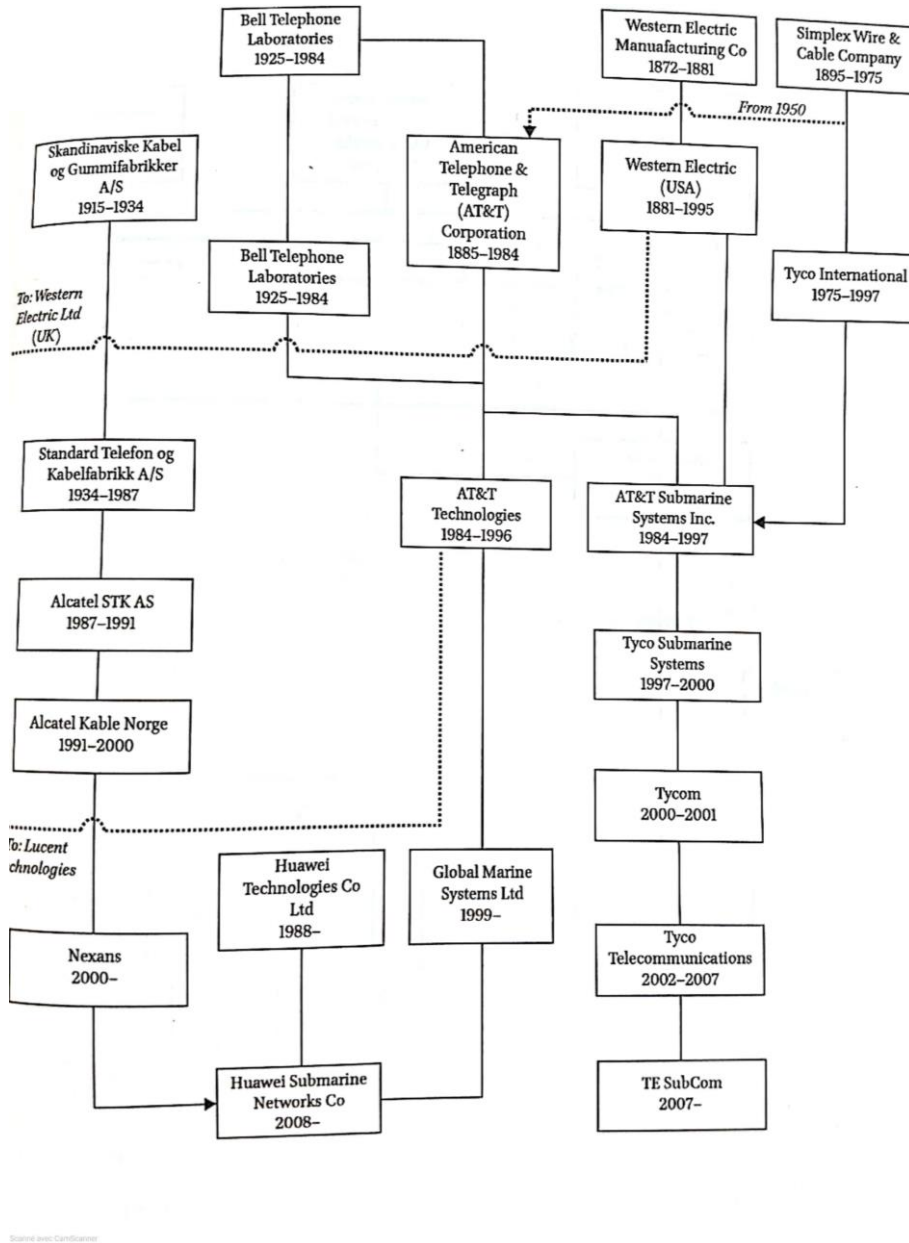 Bell Telephone
Laboratories
1925–1984
Western Electric
Manuafacturing Co
1872–1881
Simplex Wire &
Cable Company
1895–1975
From 1950
Skandinaviske Kabel
og Gummifabrikker
A/S
1915–1934
American
Telephone &
Telegraph
(AT&T)
Corporation
1885–1984
Western Electric
(USA)
1881–1995
Bell Telephone
Laboratories
1925–1984
Tyco International
1975–1997
To: Western
Electric Ltd
(UK)
Standard Telefon og
Kabelfabrikk A/S
1934–1987
AT&T
Technologies
1984–1996
AT&T Submarine
Systems Inc.
1984–1997
Alcatel STK AS
1987–1991
Tyco Submarine
Systems
1997–2000
Alcatel Kable Norge
1991–2000
Tycom
2000–2001
To: Lucent
chnologies
Huawei
Technologies Co
Ltd
1988–
Global Marine
Systems Ltd
1999–
Nexans
2000–
Tyco
Telecommunications
2002–2007
Huawei Submarine
Networks Co
2008–
TE SubCom
2007–
Scanné avec CamScanner